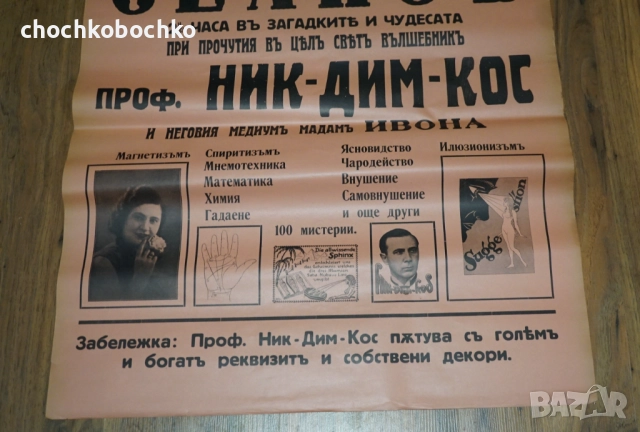 chochkobochko
СЕАНСЪ
ЧАСА ВЪ ЗАГАДКИТѢ И ЧУДЕСАТА
ПРИ ПРОЧУТИЯ ВЪ ЦѢЛЪ СВѢТЪ ВЪЛШЕБНИКЪ
ПРОФ. НИК-ДИМ-КОС
И НЕГОВИЯ МЕДИУМЪ МАДАМЪ ИВОНА
Магнетизъмъ
Спиритизъмъ
Мнемотехника
Математика
Химия
Гадаене
Ясновидство
Чародейство
Внушение
Самовнушение
и още други
Илюзионизъмъ
100 мистерии.
Die allwissende
Sphinx
Забележка: Проф. Ник-Дим-Кос пѫтува съ голѣмъ
и богатъ реквизитъ и собствени декори.
BAZAR